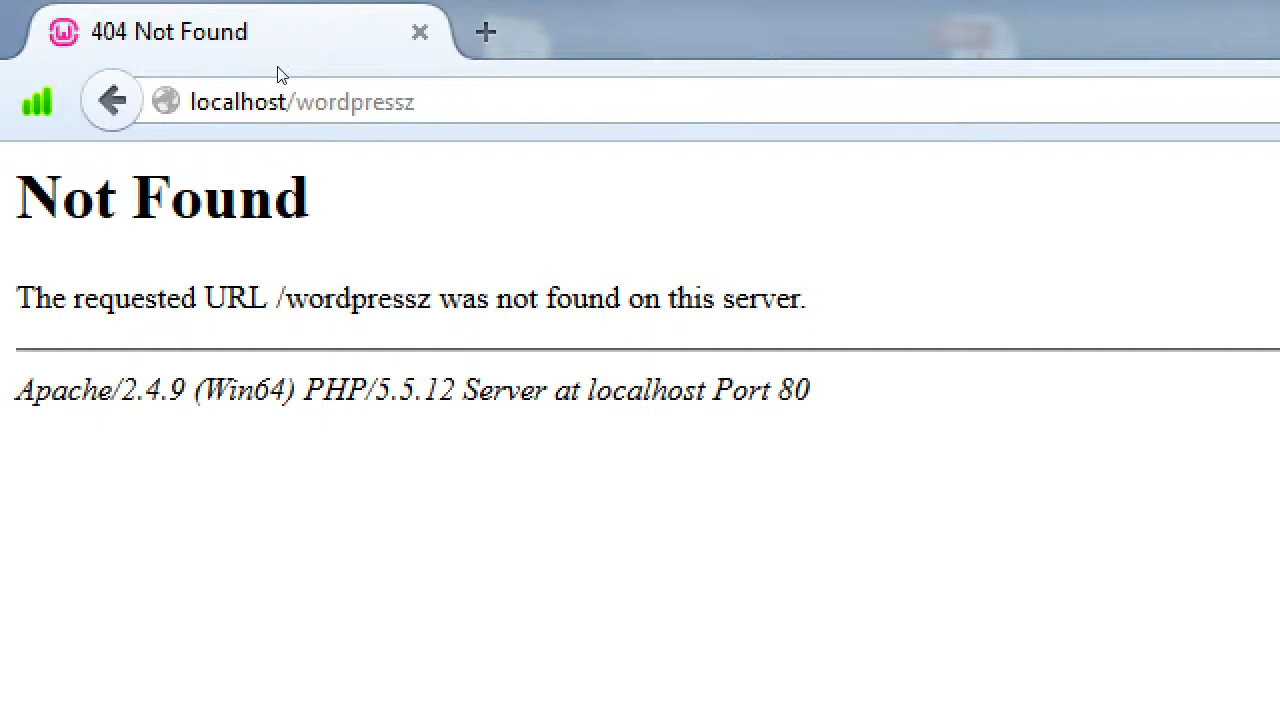 404 Not Found
localhost/wordpressz
Not Found
The requested URL /wordpressz was not found on this server.
Apache/2.4.9 (Win64) PHP/5.5.12 Server at localhost Port 80